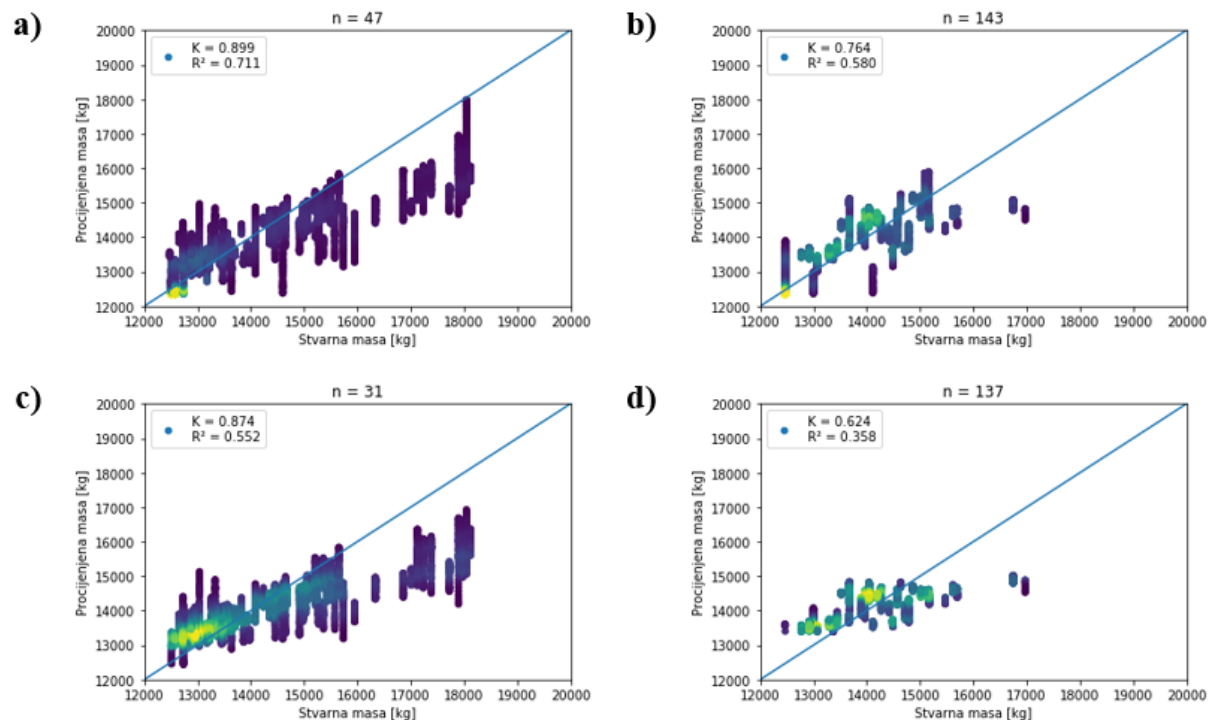 a)
n = 47
K = 0.899
R² = 0.711
Procijenjena masa [kg]
20000
19000
18000
17000
16000
15000
14000
13000
12000
12000 13000 14000 15000 16000 17000 18000 19000 20000
Stvarna masa [kg]
b)
n = 143
K = 0.764
R² = 0.580
Procijenjena masa [kg]
20000
19000
18000
17000
16000
15000
14000
13000
12000
12000 13000 14000 15000 16000 17000 18000 19000 20000
Stvarna masa [kg]
c)
n = 31
K = 0.874
R² = 0.552
Procijenjena masa [kg]
20000
19000
18000
17000
16000
15000
14000
13000
12000
12000 13000 14000 15000 16000 17000 18000 19000 20000
Stvarna masa [kg]
d)
n = 137
K = 0.624
R² = 0.358
Procijenjena masa [kg]
20000
19000
18000
17000
16000
15000
14000
13000
12000
12000 13000 14000 15000 16000 17000 18000 19000 20000
Stvarna masa [kg]